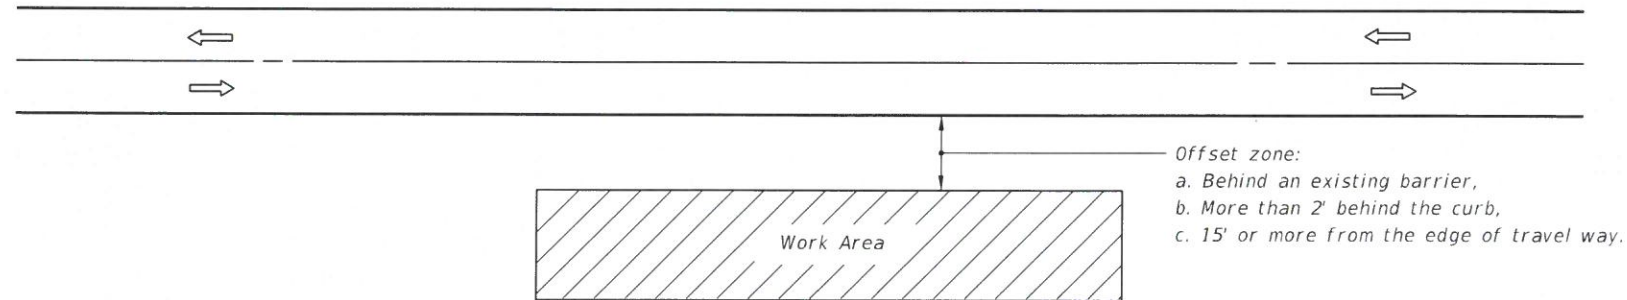 Offset zone:
a. Behind an existing barrier,
b. More than 2' behind the curb,
c. 15' or more from the edge of travel way.
Work Area